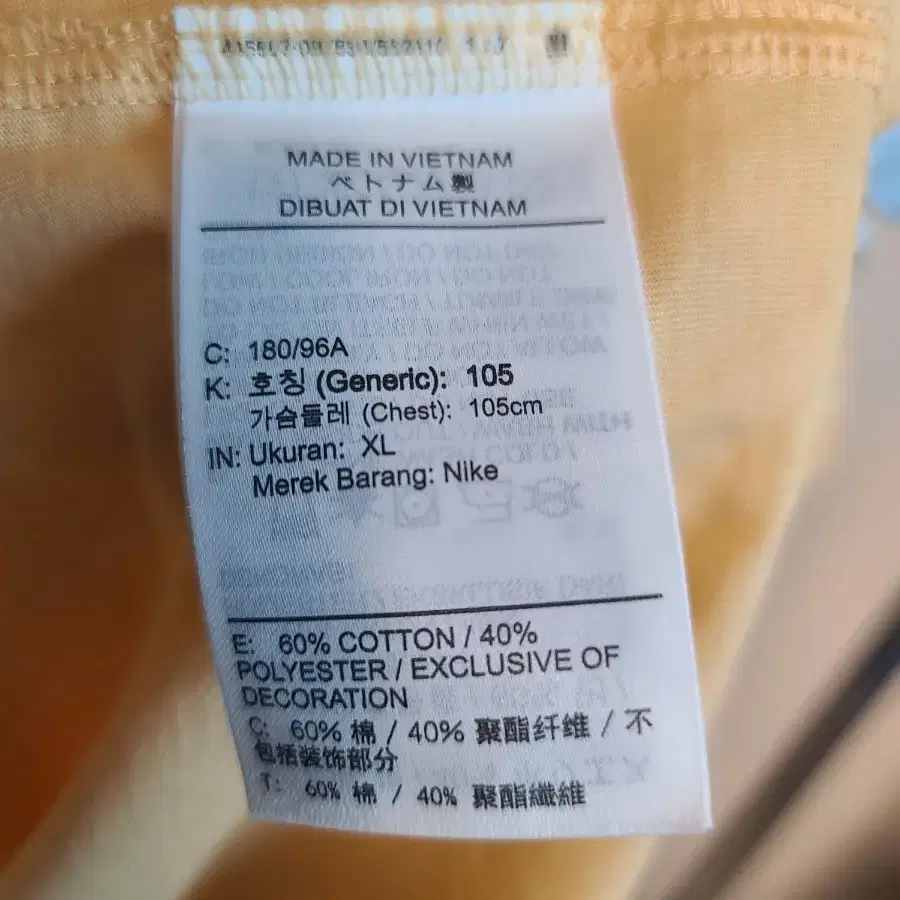 MADE IN VIETNAM
ベトナム製
DIBUAT DI VIETNAM
C: 180/96A
K: 호칭 (Generic): 105
가슴둘레 (Chest): 105cm
IN: Ukuran: XL
Merek Barang: Nike
E: 60% COTTON / 40%
POLYESTER / EXCLUSIVE OF
DECORATION
C: 60% 棉 / 40% 聚酯纤维 / 不
包括装饰部分
T: 60% 棉 / 40% 聚酯纖維